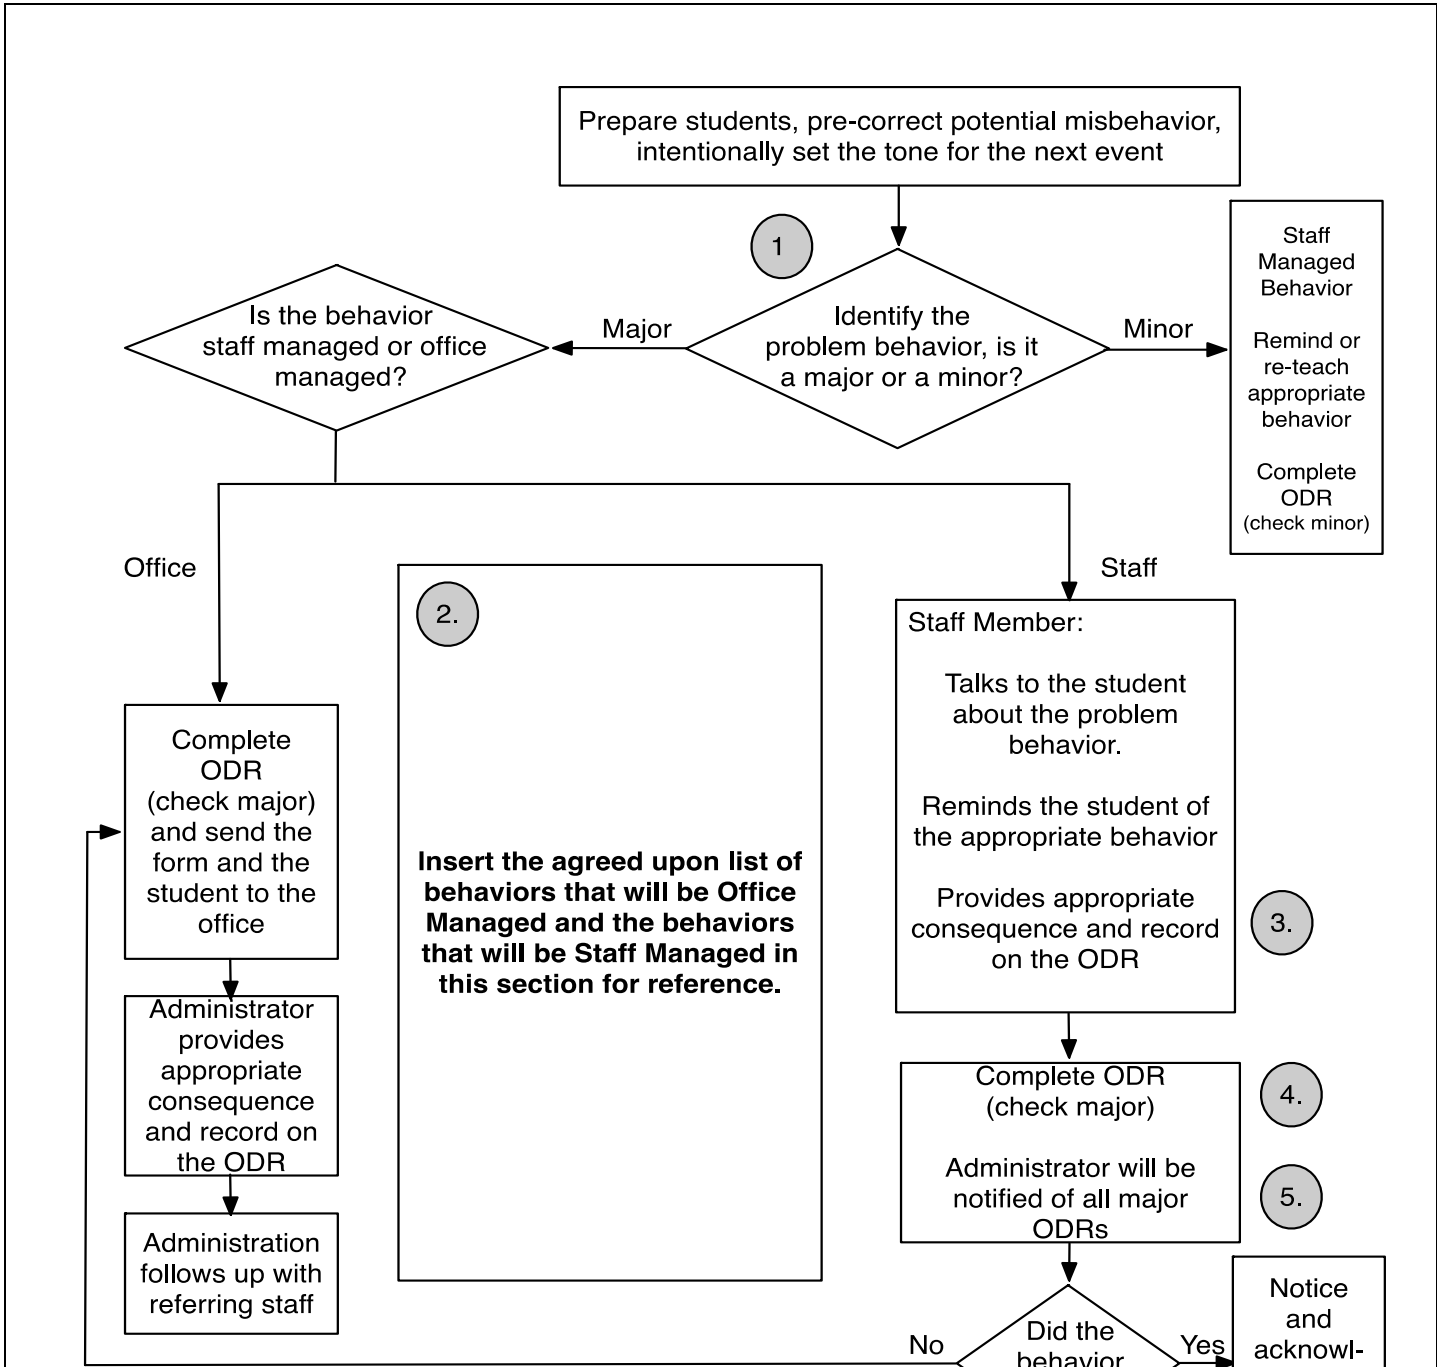 Prepare students, pre-correct potential misbehavior,
intentionally set the tone for the next event
1
Is the behavior
staff managed or office
managed?
Major
Identify the
problem behavior, is it
a major or a minor?
Minor
Staff
Managed
Behavior
Remind or
re-teach
appropriate
behavior
Complete
ODR
(check minor)
Office
Staff
2.
Insert the agreed upon list of
behaviors that will be Office
Managed and the behaviors
that will be Staff Managed in
this section for reference.
Staff Member:
Talks to the student
about the problem
behavior.
Reminds the student of
the appropriate behavior
Provides appropriate
consequence and record
on the ODR
3.
Complete
ODR
(check major)
and send the
form and the
student to the
office
Administrator
provides
appropriate
consequence
and record on
the ODR
Administration
follows up with
referring staff
Complete ODR
(check major)
4.
Administrator will be
notified of all major
ODRs
5.
No
Did the
behavior
Yes
Notice
and
acknowl-